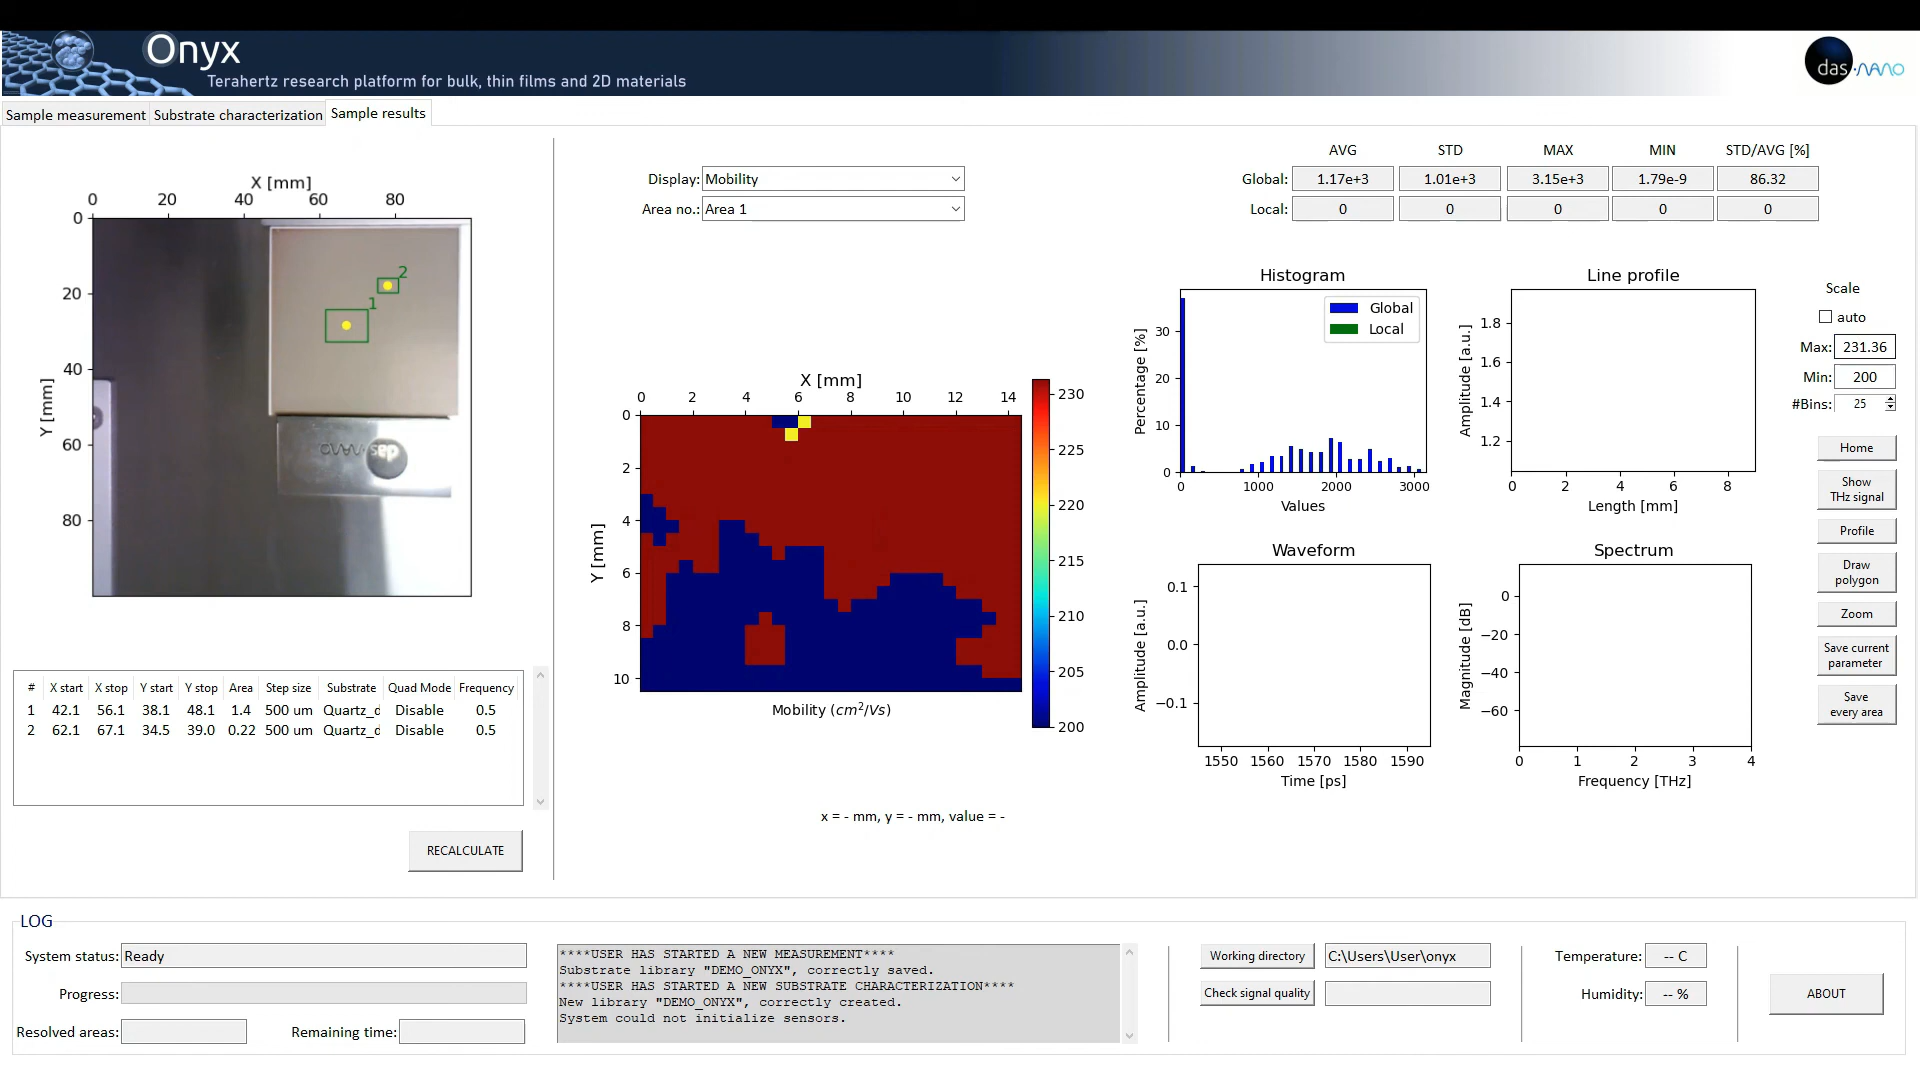 Onyx
Terahertz research platform for bulk, thin films and 2D materials
das-nano
Sample measurement
Substrate characterization
Sample results
X [mm]
0 20 40 60 80
0
20
40
60
80
Y [mm]
1
2
# X start X stop Y start Y stop Area Step size Substrate Quad Mode Frequency
1 42.1 56.1 38.1 48.1 1.4 500 um Quartz_d Disable 0.5
2 62.1 67.1 34.5 39.0 0.22 500 um Quartz_d Disable 0.5
RECALCULATE
Display: Mobility
Area no.: Area 1
X [mm]
0 2 4 6 8 10 12 14
0
2
4
6
8
10
Y [mm]
Mobility (cm²/Vs)
230
225
220
215
210
205
200
x = - mm, y = - mm, value = -
AVG STD MAX MIN STD/AVG [%]
Global: 1.17e+3 1.01e+3 3.15e+3 1.79e-9 86.32
Local: 0 0 0 0 0
Histogram
Global
Local
Percentage [%]
30
20
10
0
0 1000 2000 3000
Values
Line profile
Amplitude [a.u.]
1.8
1.6
1.4
1.2
0 2 4 6 8
Length [mm]
Waveform
Amplitude [a.u.]
0.1
0.0
−0.1
1550 1560 1570 1580 1590
Time [ps]
Spectrum
Magnitude [dB]
0
−20
−40
−60
0 1 2 3 4
Frequency [THz]
Scale
auto
Max: 231.36
Min: 200
#Bins: 25
Home
Show
THz signal
Profile
Draw
polygon
Zoom
Save current
parameter
Save
every area
LOG
System status: Ready
Progress:
Resolved areas:
Remaining time:
****USER HAS STARTED A NEW MEASUREMENT****
Substrate library "DEMO_ONYX", correctly saved.
****USER HAS STARTED A NEW SUBSTRATE CHARACTERIZATION****
New library "DEMO_ONYX", correctly created.
System could not initialize sensors.
Working directory C:\Users\User\onyx
Check signal quality
Temperature: -- C
Humidity: -- %
ABOUT